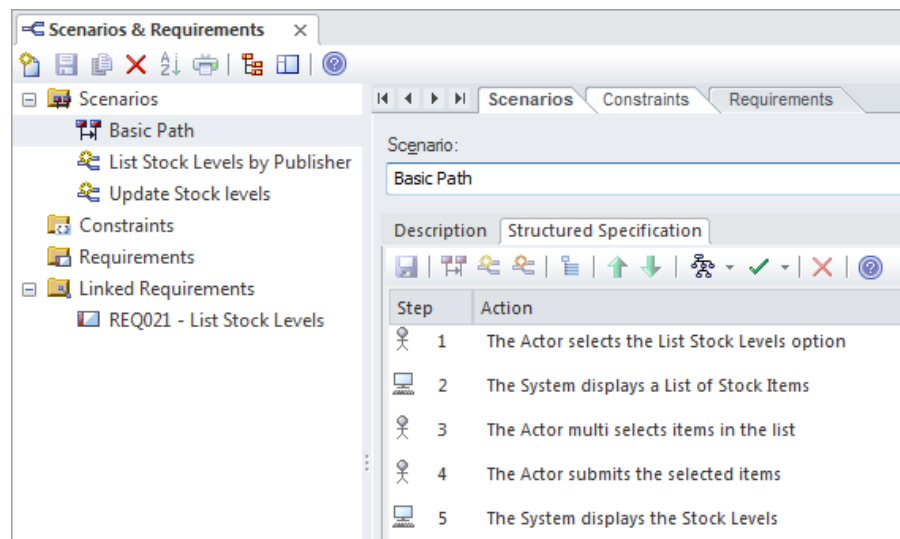 Scenarios & Requirements
Scenarios
Basic Path
List Stock Levels by Publisher
Update Stock levels
Constraints
Requirements
Linked Requirements
REQ021 - List Stock Levels
Scenarios Constraints Requirements
Scenario:
Basic Path
Description Structured Specification
Step Action
1 The Actor selects the List Stock Levels option
2 The System displays a List of Stock Items
3 The Actor multi selects items in the list
4 The Actor submits the selected items
5 The System displays the Stock Levels